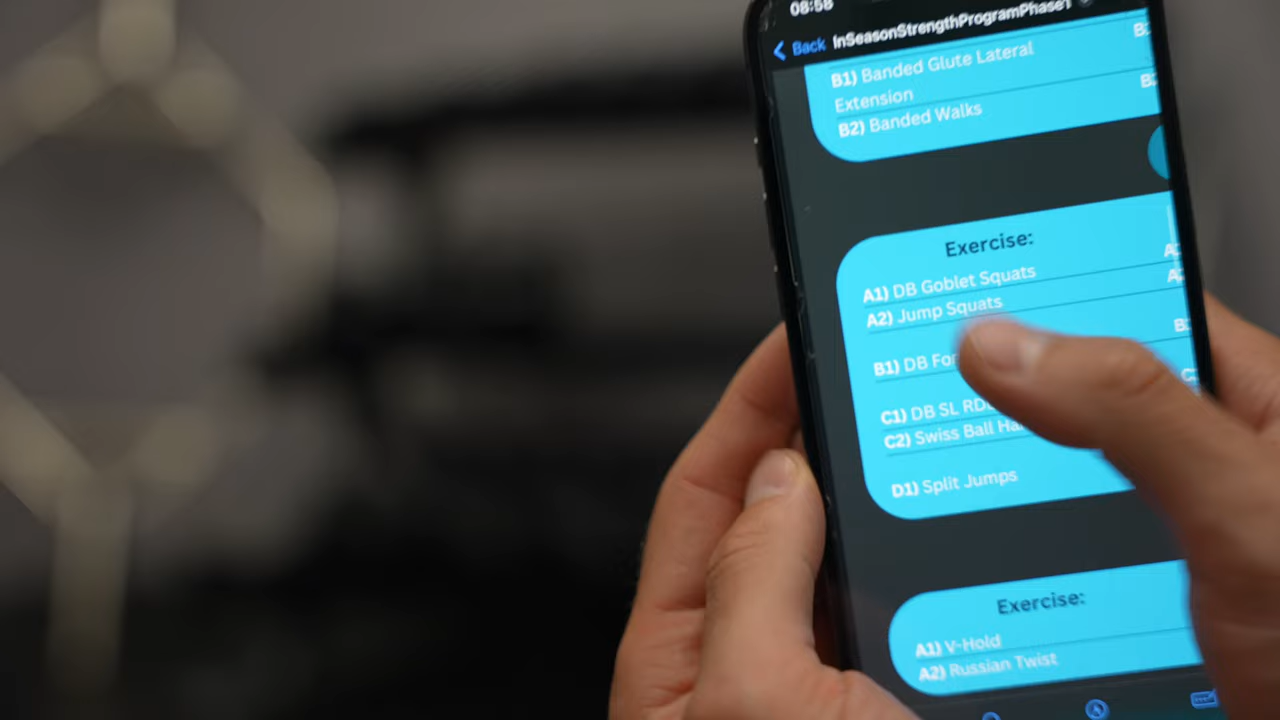 08:58
Back InSeasonStrengthProgramPhase1
B1) Banded Glute Lateral
Extension
B2) Banded Walks
Exercise:
A1) DB Goblet Squats
A2) Jump Squats
B1) DB
C1) DB SL RDL
C2) Swiss Ball
D1) Split Jumps
Exercise:
A1) V-Hold
A2) Russian Twist